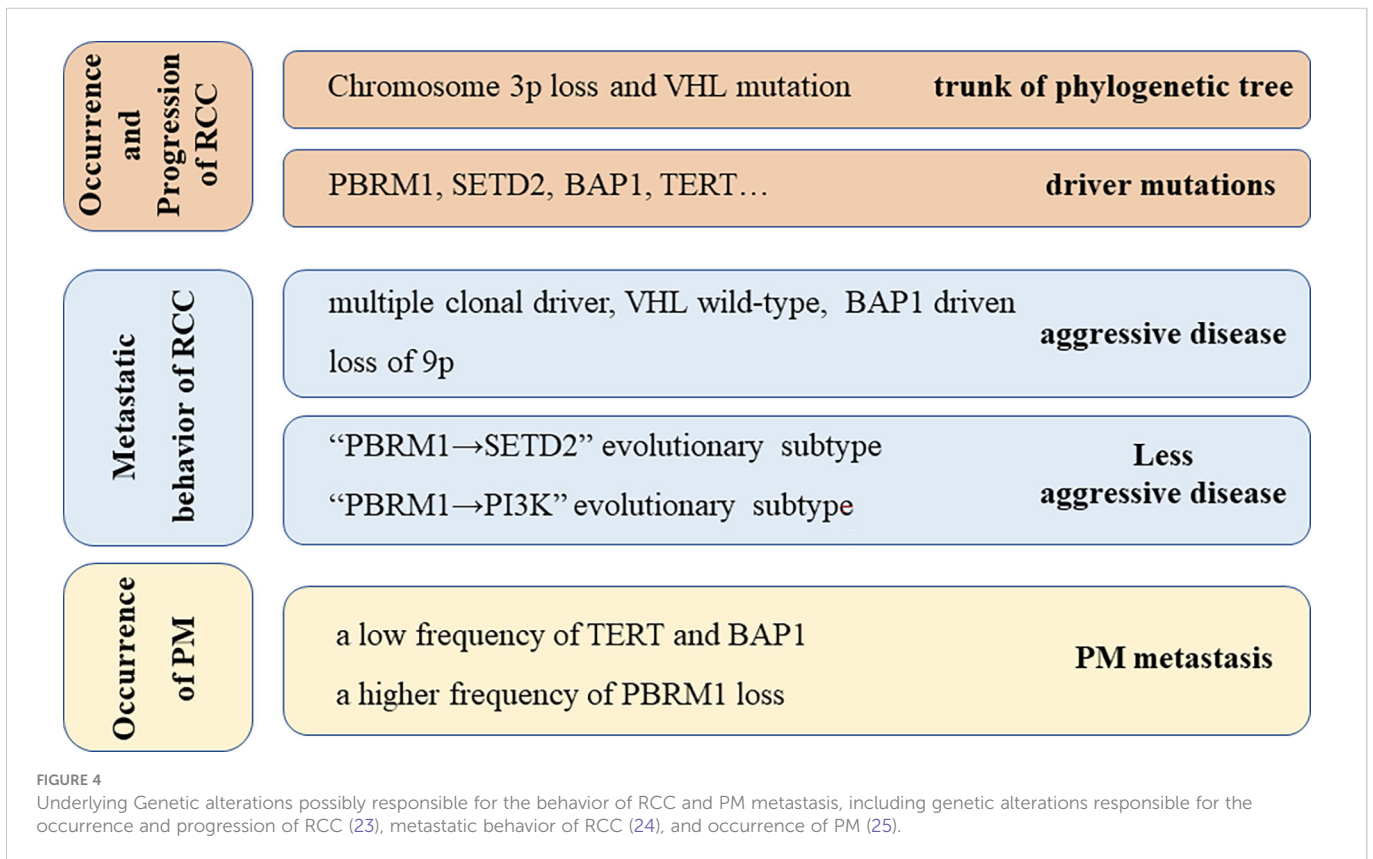 Occurrence
and
Progression
of RCC
Chromosome 3p loss and VHL mutation trunk of phylogenetic tree
PBRM1, SETD2, BAP1, TERT… driver mutations
Metastatic
behavior of RCC
multiple clonal driver, VHL wild-type, BAP1 driven
loss of 9p
aggressive disease
“PBRM1→SETD2” evolutionary subtype
“PBRM1→PI3K” evolutionary subtype
Less
aggressive disease
Occurrence
of PM
a low frequency of TERT and BAP1
a higher frequency of PBRM1 loss
PM metastasis
FIGURE 4
Underlying Genetic alterations possibly responsible for the behavior of RCC and PM metastasis, including genetic alterations responsible for the
occurrence and progression of RCC (23), metastatic behavior of RCC (24), and occurrence of PM (25).